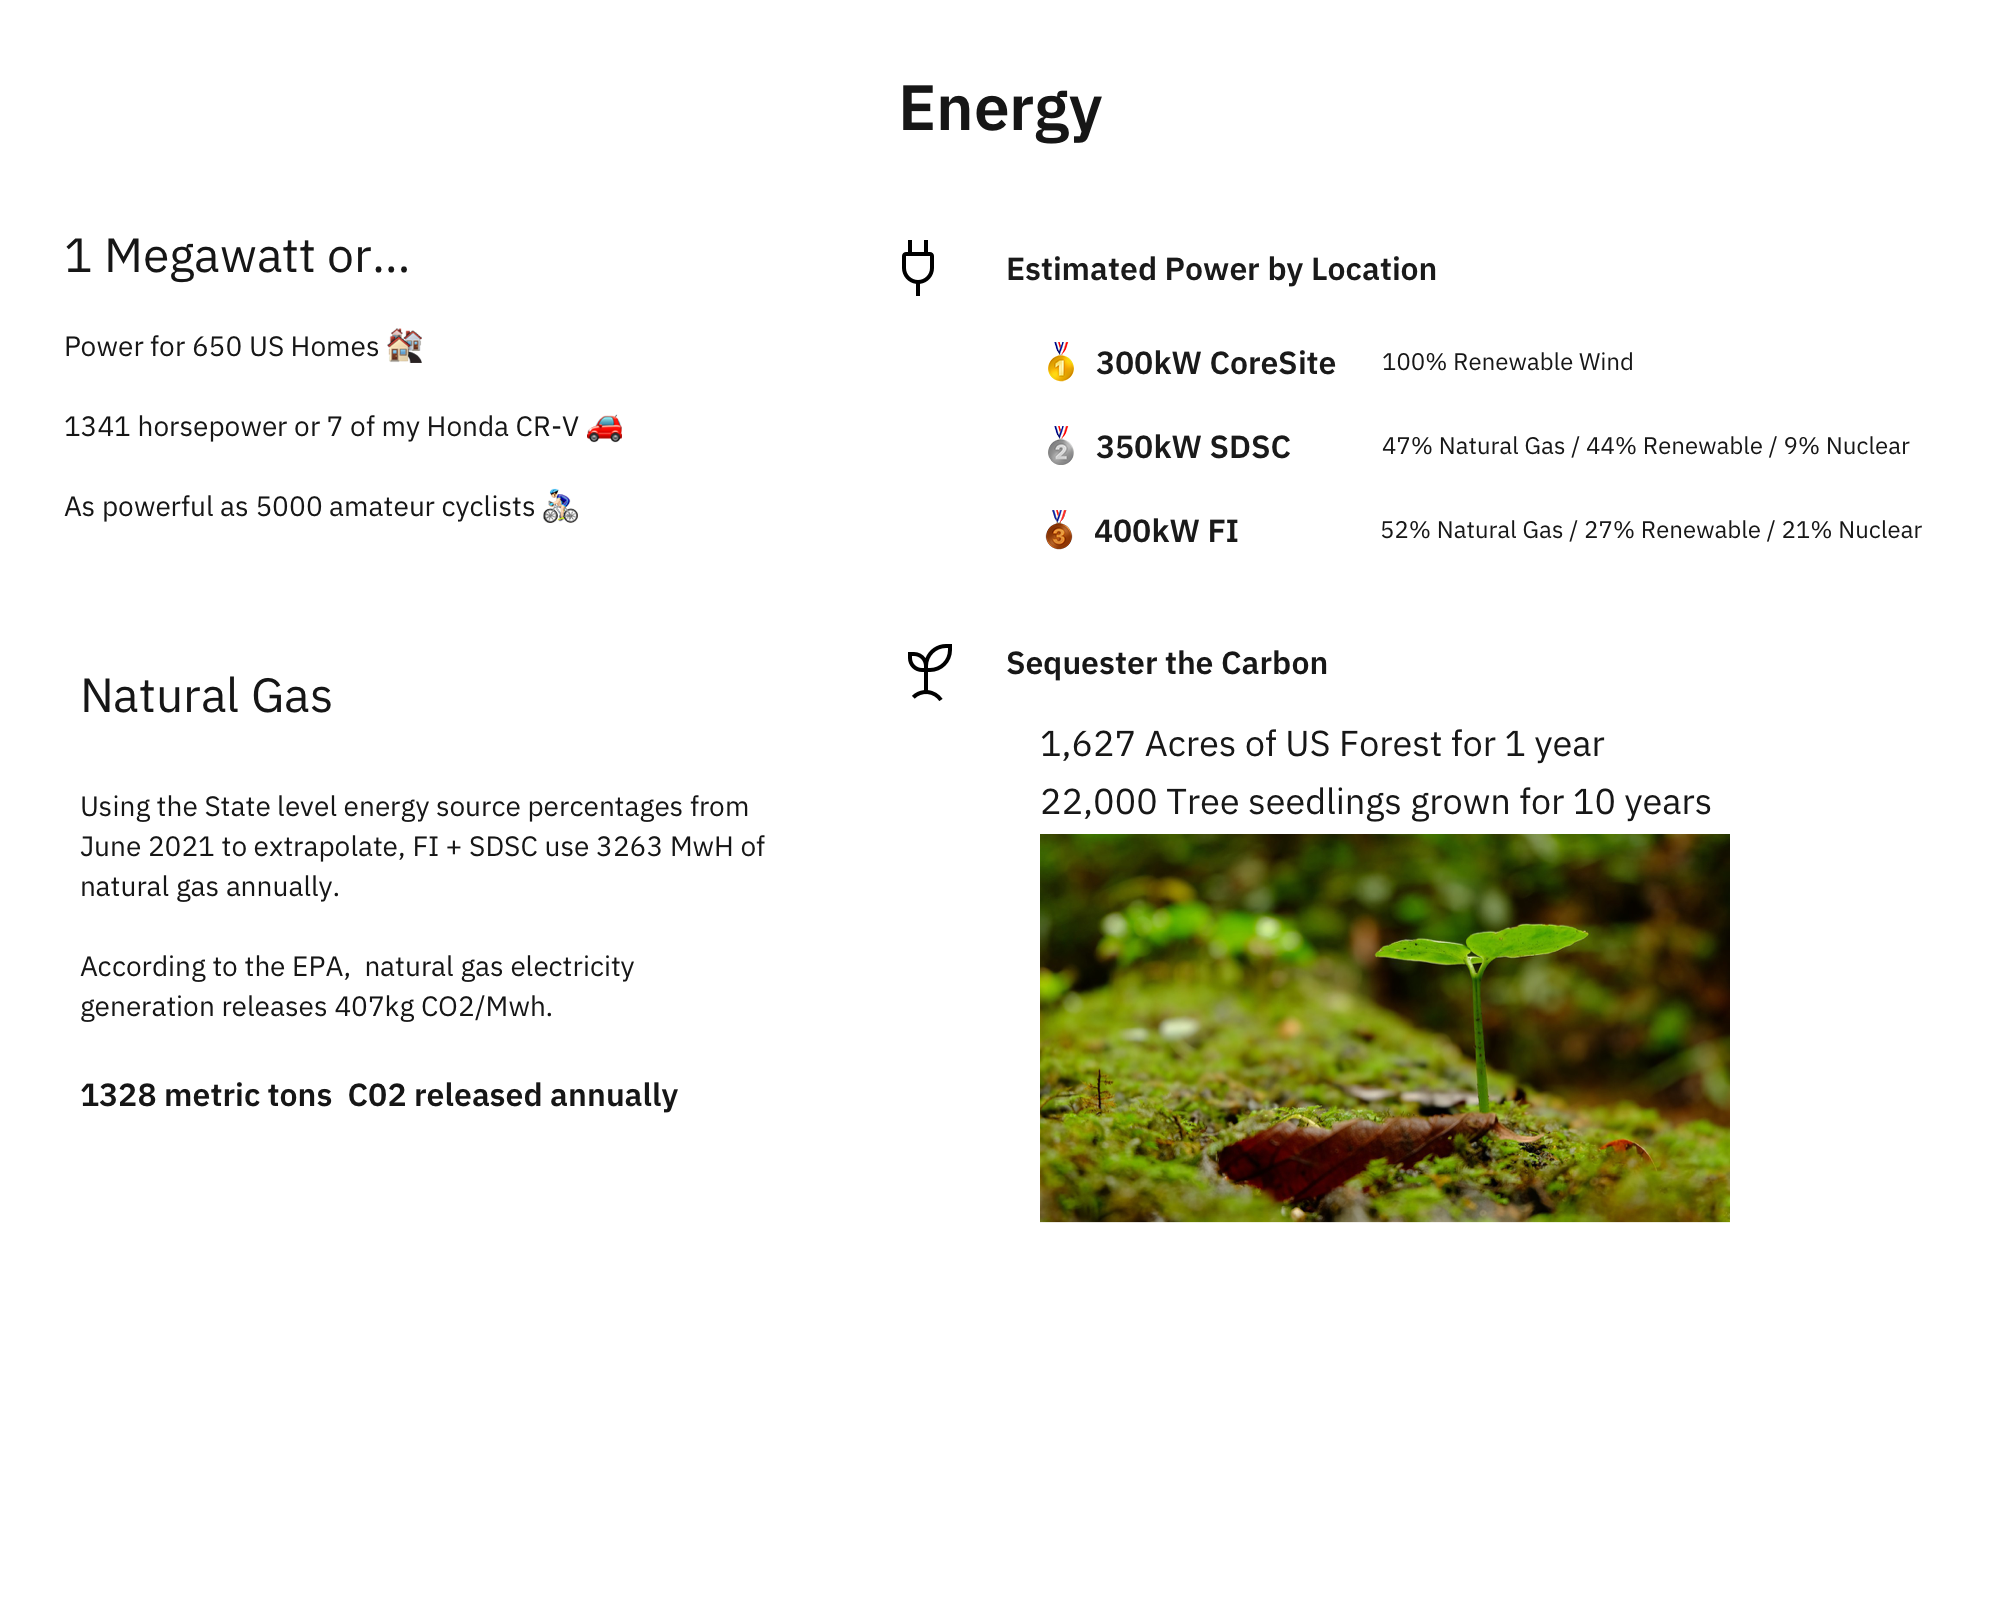 Energy
1 Megawatt or...
Power for 650 US Homes 🏘️
1341 horsepower or 7 of my Honda CR-V 🚗
As powerful as 5000 amateur cyclists 🚴🏻
Estimated Power by Location
🥇 300kW CoreSite 100% Renewable Wind
🥈 350kW SDSC 47% Natural Gas / 44% Renewable / 9% Nuclear
🥉 400kW FI 52% Natural Gas / 27% Renewable / 21% Nuclear
Natural Gas
Using the State level energy source percentages from
June 2021 to extrapolate, FI + SDSC use 3263 MwH of
natural gas annually.
According to the EPA,  natural gas electricity
generation releases 407kg CO2/Mwh.
1328 metric tons  C02 released annually
Sequester the Carbon
1,627 Acres of US Forest for 1 year
22,000 Tree seedlings grown for 10 years